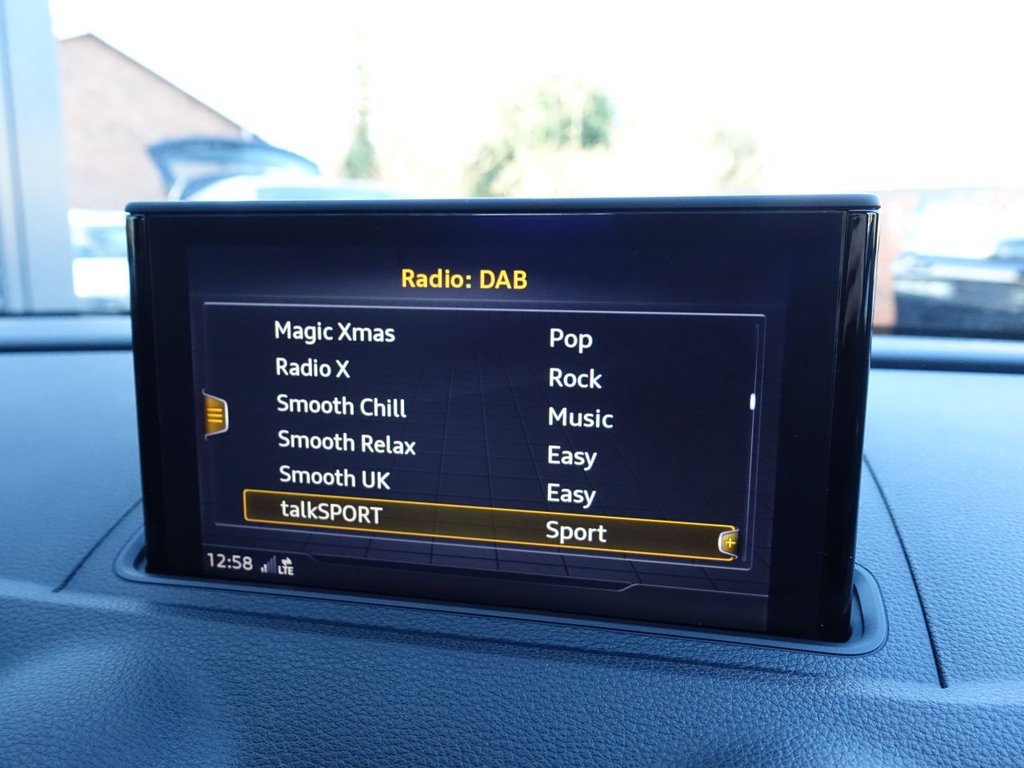 Radio: DAB
Magic Xmas Pop
Radio X Rock
Smooth Chill Music
Smooth Relax Easy
Smooth UK Easy
talkSPORT Sport
12:58 LTE